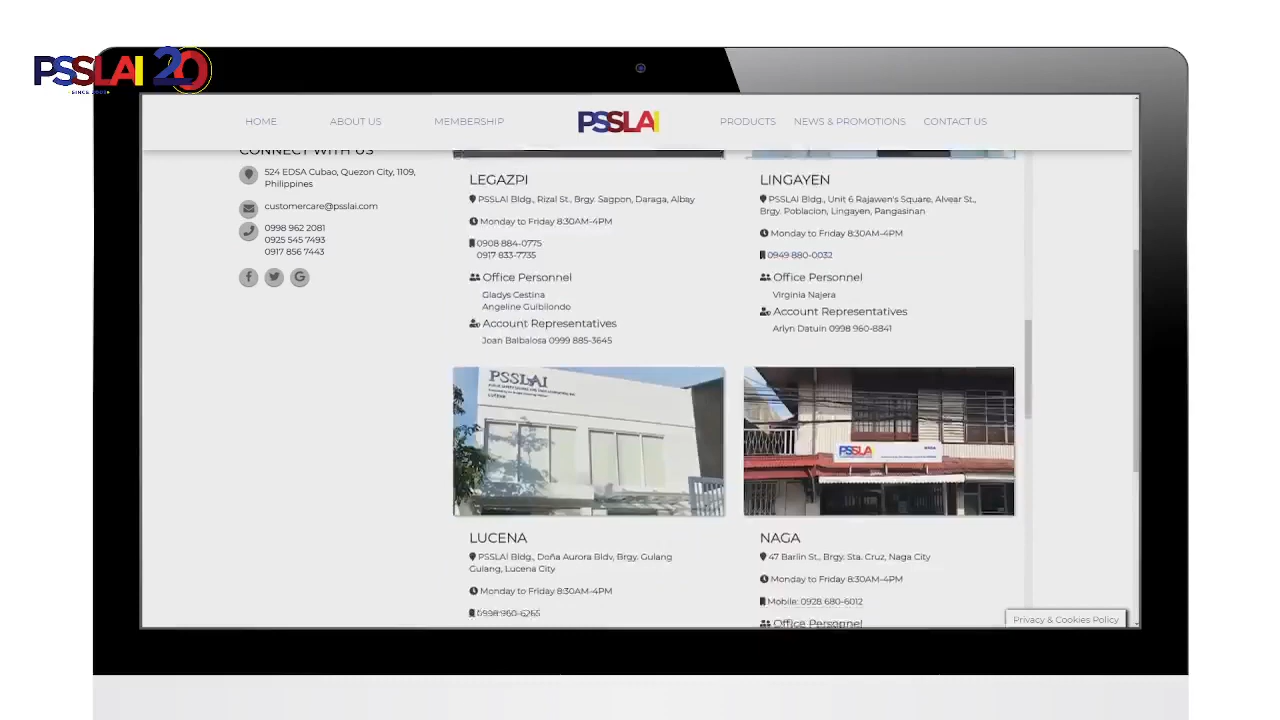 PSSLAI 20
SINCE
HOME
ABOUT US
MEMBERSHIP
PSSLAI
PRODUCTS
NEWS & PROMOTIONS
CONTACT US
CONNECT WITH US
524 EDSA Cubao, Quezon City, 1109,
Philippines
customercare@psslai.com
0998 962 2081
0925 545 7493
0917 856 7443
LEGAZPI
PSSLAI Bldg., Rizal St., Brgy. Sagpon, Daraga, Albay
Monday to Friday 8:30AM-4PM
0908 884-0775
0917 833-7735
Office Personnel
Gladys Cestina
Angeline Guibilondo
Account Representatives
Joan Balbalosa 0999 885-3645
LINGAYEN
PSSLAI Bldg., Unit 6 Rajawen's Square, Alvear St.,
Brgy. Poblacion, Lingayen, Pangasinan
Monday to Friday 8:30AM-4PM
0949 880-0032
Office Personnel
Virginia Najera
Account Representatives
Arlyn Datuin 0998 960-8841
PSSLAI
LUCENA
PSSLAI
LUCENA
PSSLAI Bldg., Doña Aurora Bldv, Brgy. Gulang
Gulang, Lucena City
Monday to Friday 8:30AM-4PM
0998 960-6265
NAGA
47 Barlin St., Brgy. Sta. Cruz, Naga City
Monday to Friday 8:30AM-4PM
Mobile: 0928 680-6012
Office Personnel
Privacy & Cookies Policy